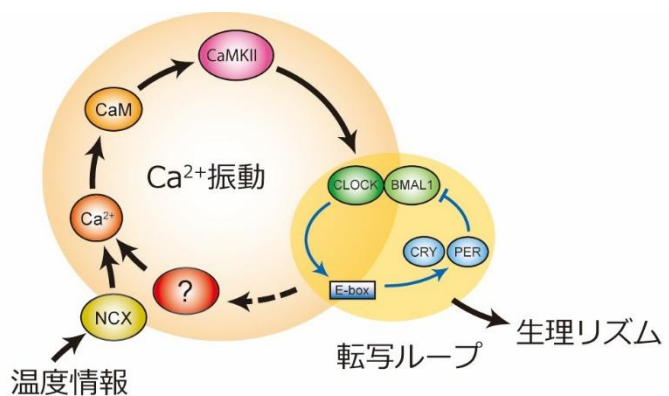 CaMKII
CaM
Ca²⁺振動
CLOCK
BMAL1
Ca²⁺
CRY
PER
?
E-box
NCX
生理リズム
転写ループ
温度情報